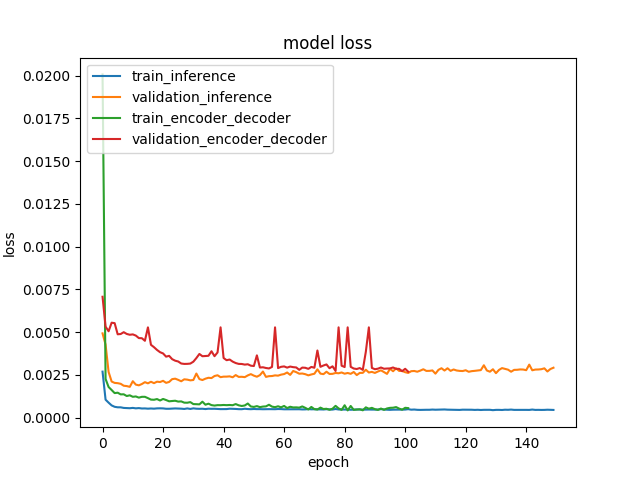 model loss
train_inference
validation_inference
train_encoder_decoder
validation_encoder_decoder
0.0200
0.0175
0.0150
0.0125
0.0100
0.0075
0.0050
0.0025
0.0000
loss
0 20 40 60 80 100 120 140
epoch